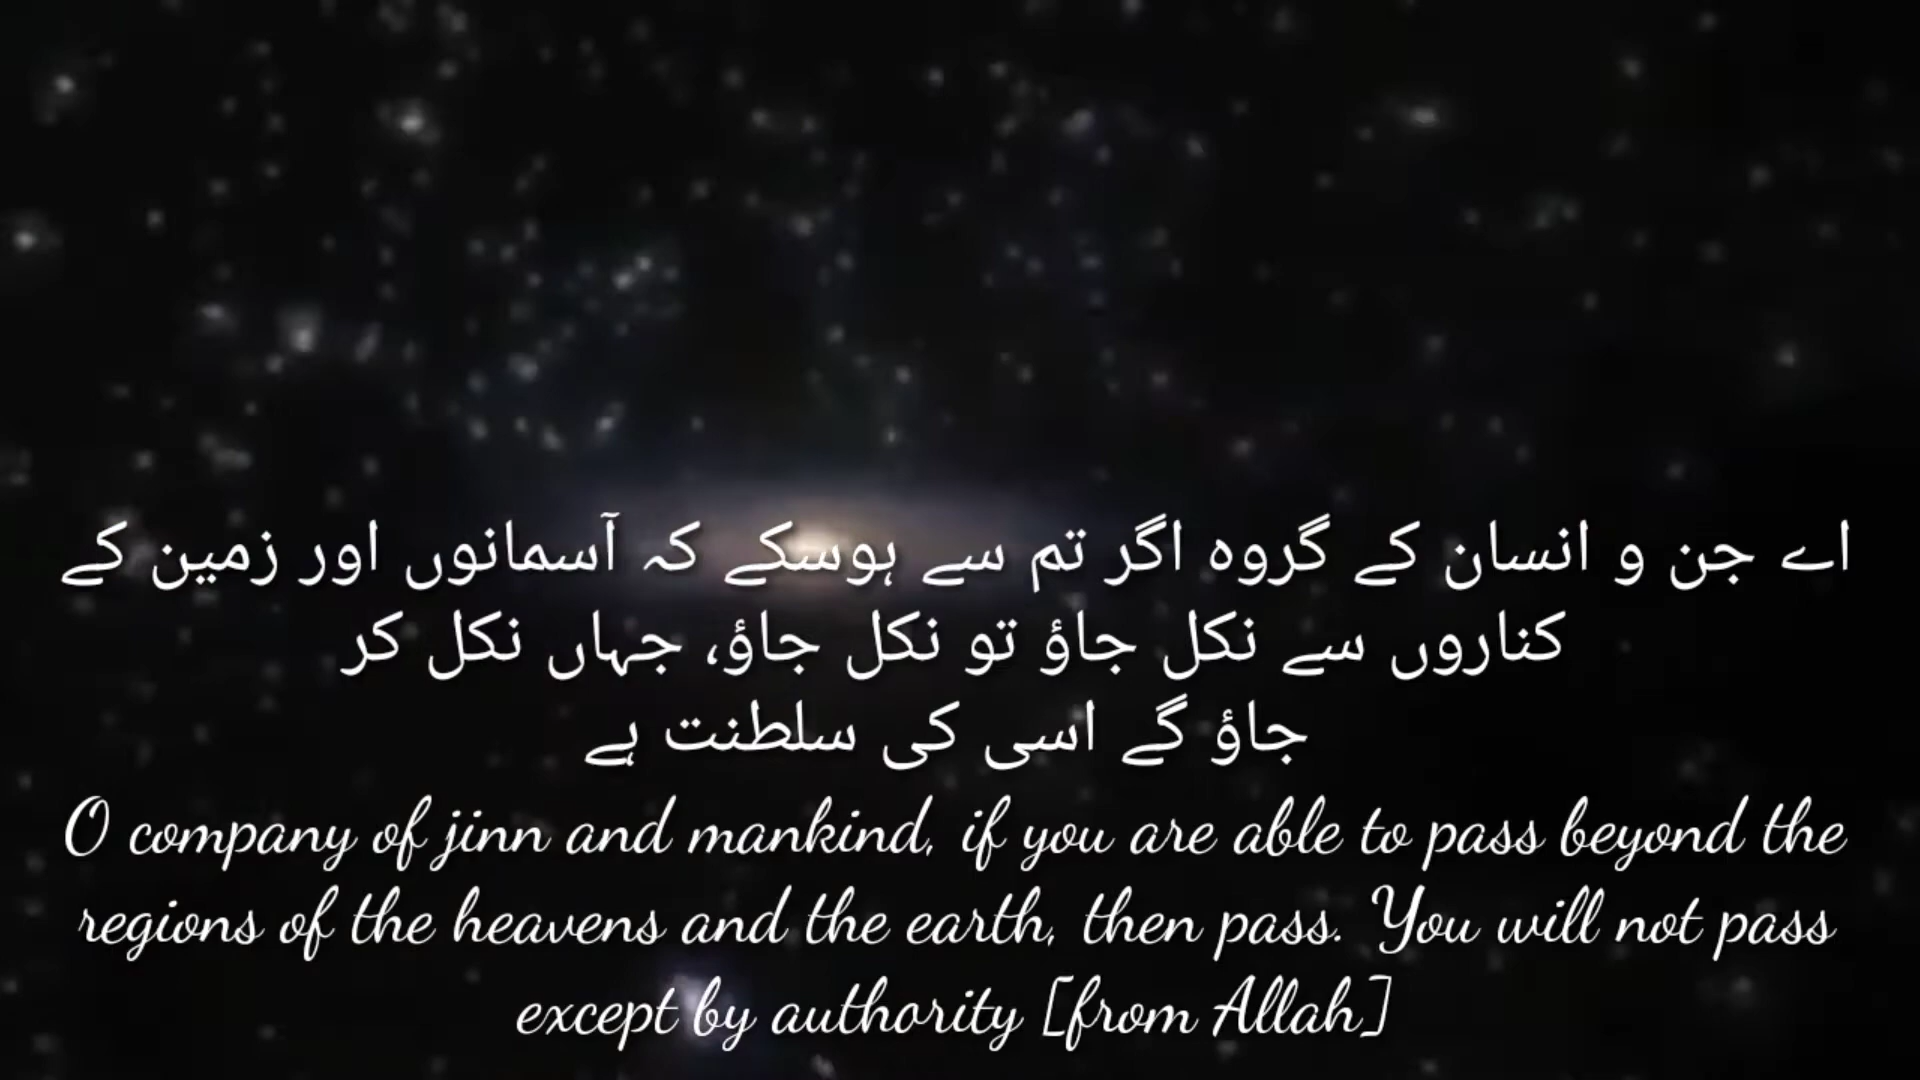 اے جن و انسان کے گروہ اگر تم سے ہوسکے کہ آسمانوں اور زمین کے
کناروں سے نکل جاؤ تو نکل جاؤ، جہاں نکل کر
جاؤ گے اسی کی سلطنت ہے
O company of jinn and mankind, if you are able to pass beyond the
regions of the heavens and the earth, then pass. You will not pass
except by authority [from Allah]